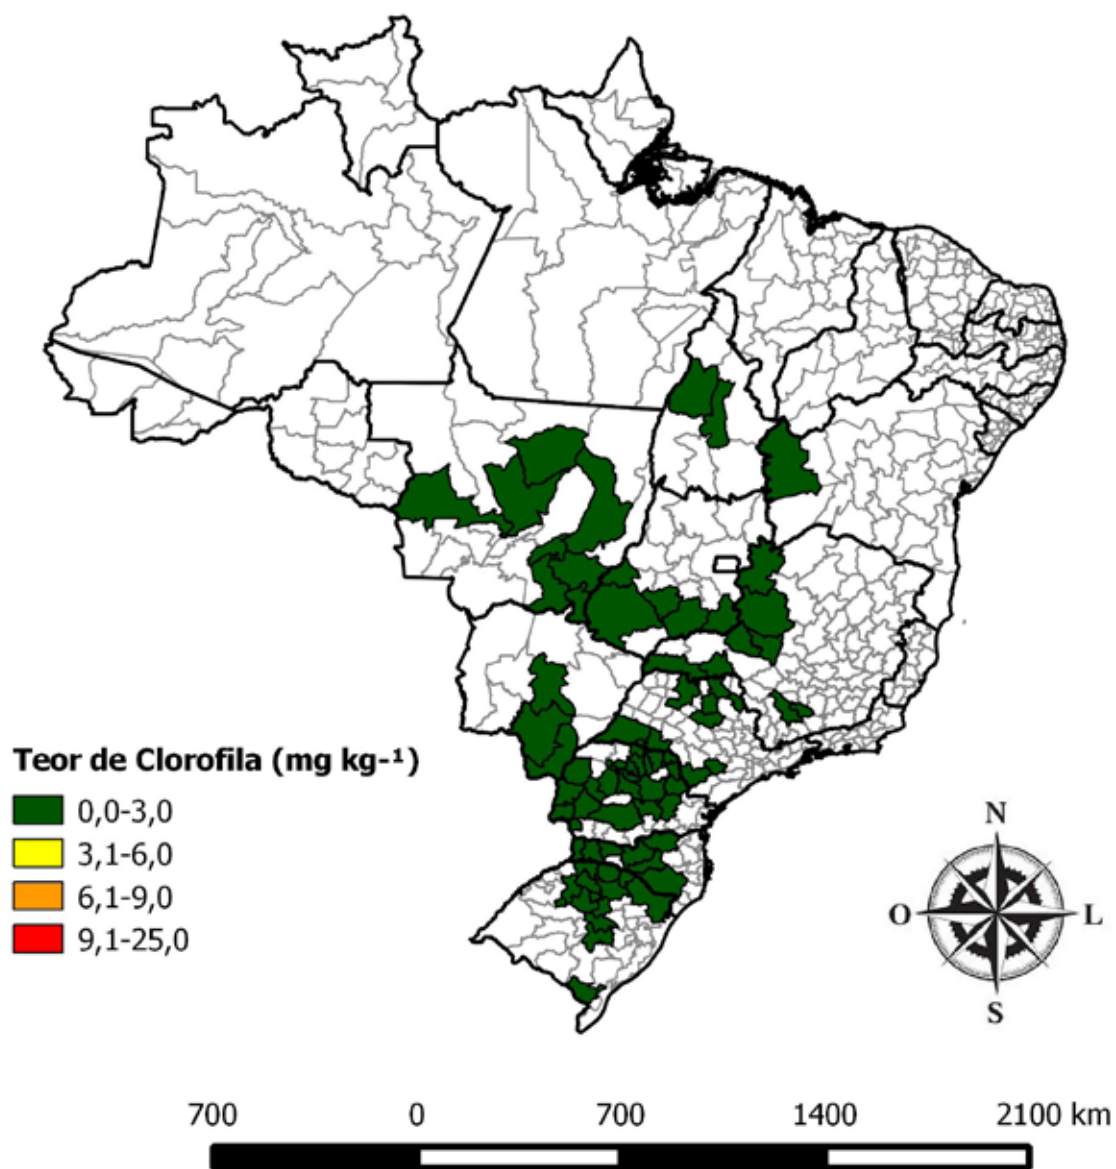 Teor de Clorofila (mg kg-¹)
0,0-3,0
3,1-6,0
6,1-9,0
9,1-25,0
N
O L
S
700 0 700 1400 2100 km